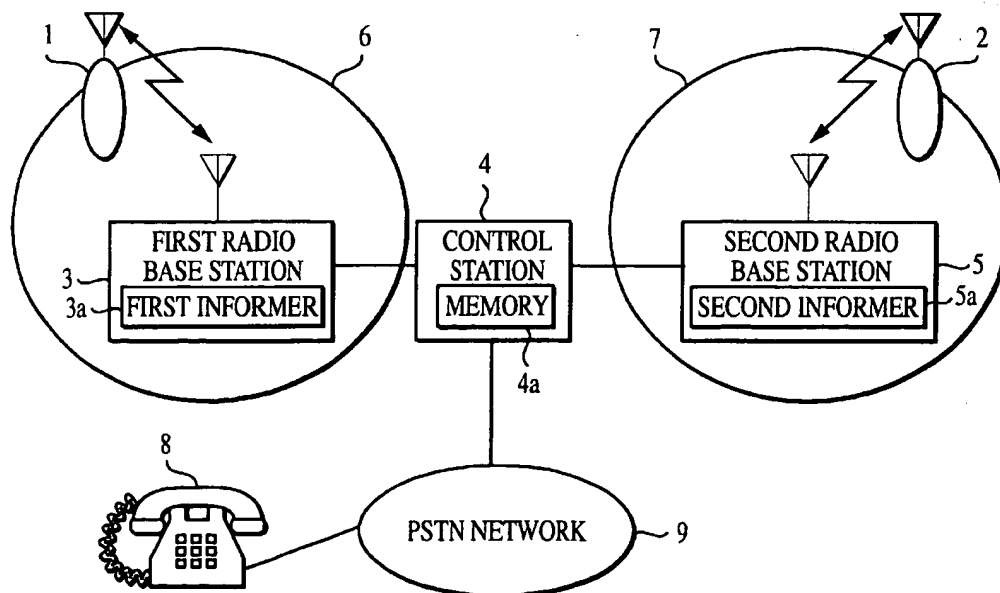 1
6
7
2
4
FIRST RADIO
BASE STATION
3
3a
FIRST INFORMER
CONTROL
STATION
MEMORY
4a
SECOND RADIO
BASE STATION
5
SECOND INFORMER
5a
8
PSTN NETWORK
9